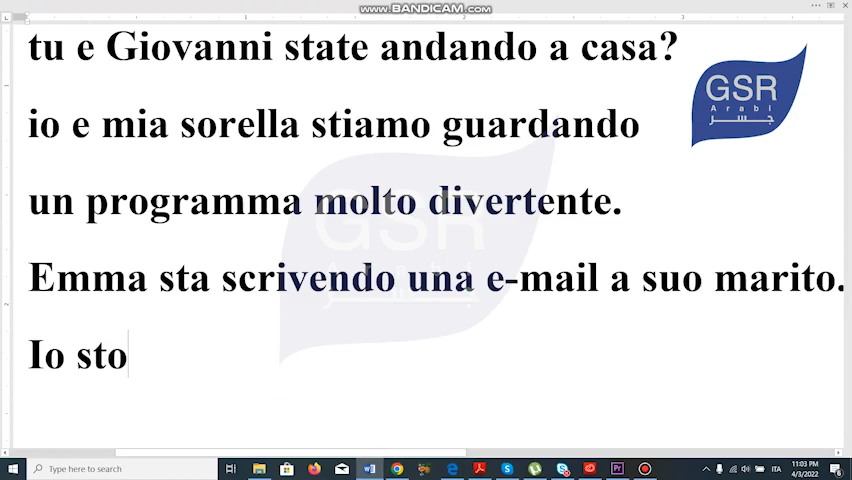 www.BANDICAM.com
tu e Giovanni state andando a casa?
GSR
Arabi
جسر
io e mia sorella stiamo guardando
un programma molto divertente.
GSR
Emma sta scrivendo una e-mail a suo marito.
Io sto
Type here to search
ITA
11:03 PM
4/3/2022